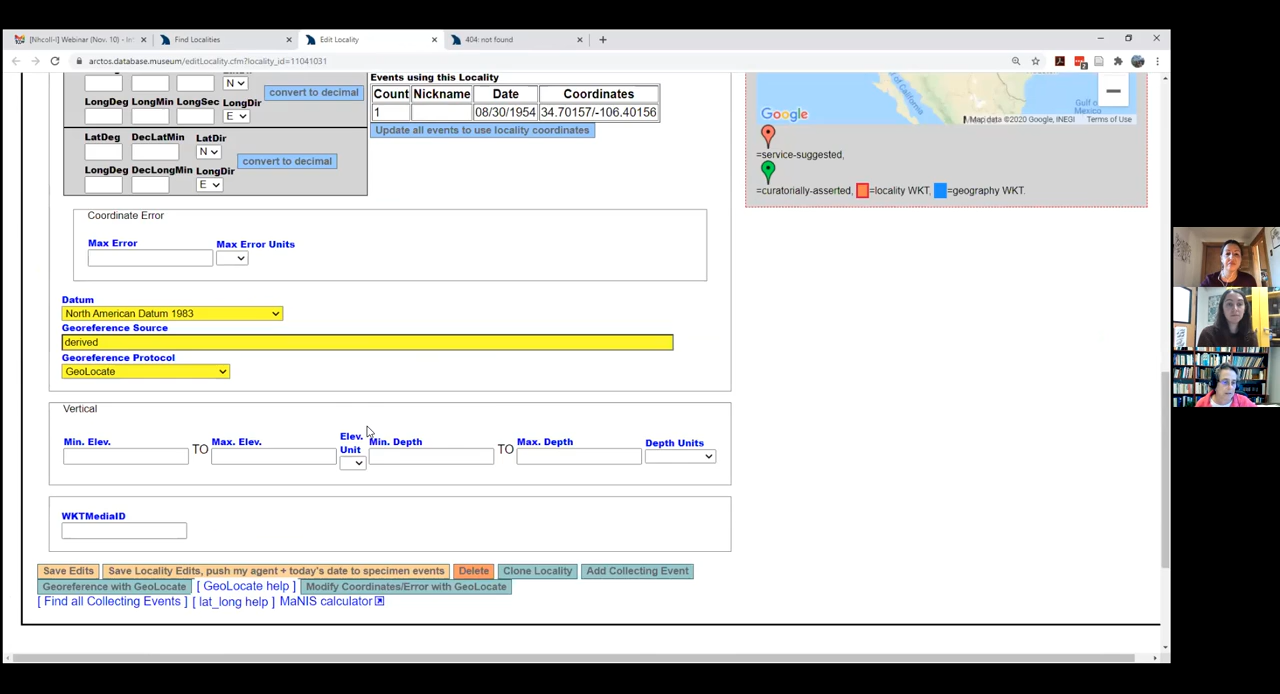 [Nhcoll-l] Webinar (Nov. 10) - In
Find Localities
Edit Locality
404: not found
arctos.database.museum/editLocality.cfm?locality_id=11041031
N
convert to decimal
LongDeg LongMin LongSec LongDir
E
LatDeg DecLatMin LatDir
N
convert to decimal
LongDeg DecLongMin LongDir
E
Events using this Locality
Count Nickname Date Coordinates
1 08/30/1954 34.70157/-106.40156
Update all events to use locality coordinates
Gulf of California
Gulf of Mexico
Google
Map data ©2020 Google, INEGI Terms of Use
=service-suggested,
=curatorially-asserted, =locality WKT, =geography WKT.
Coordinate Error
Max Error Max Error Units
Datum
North American Datum 1983
Georeference Source
derived
Georeference Protocol
GeoLocate
Vertical
Min. Elev. TO Max. Elev. Elev. Unit Min. Depth TO Max. Depth Depth Units
WKTMediaID
Save Edits Save Locality Edits, push my agent + today's date to specimen events Delete Clone Locality Add Collecting Event
Georeference with GeoLocate [ GeoLocate help ] Modify Coordinates/Error with GeoLocate
[ Find all Collecting Events ] [ lat_long help ] MaNIS calculator